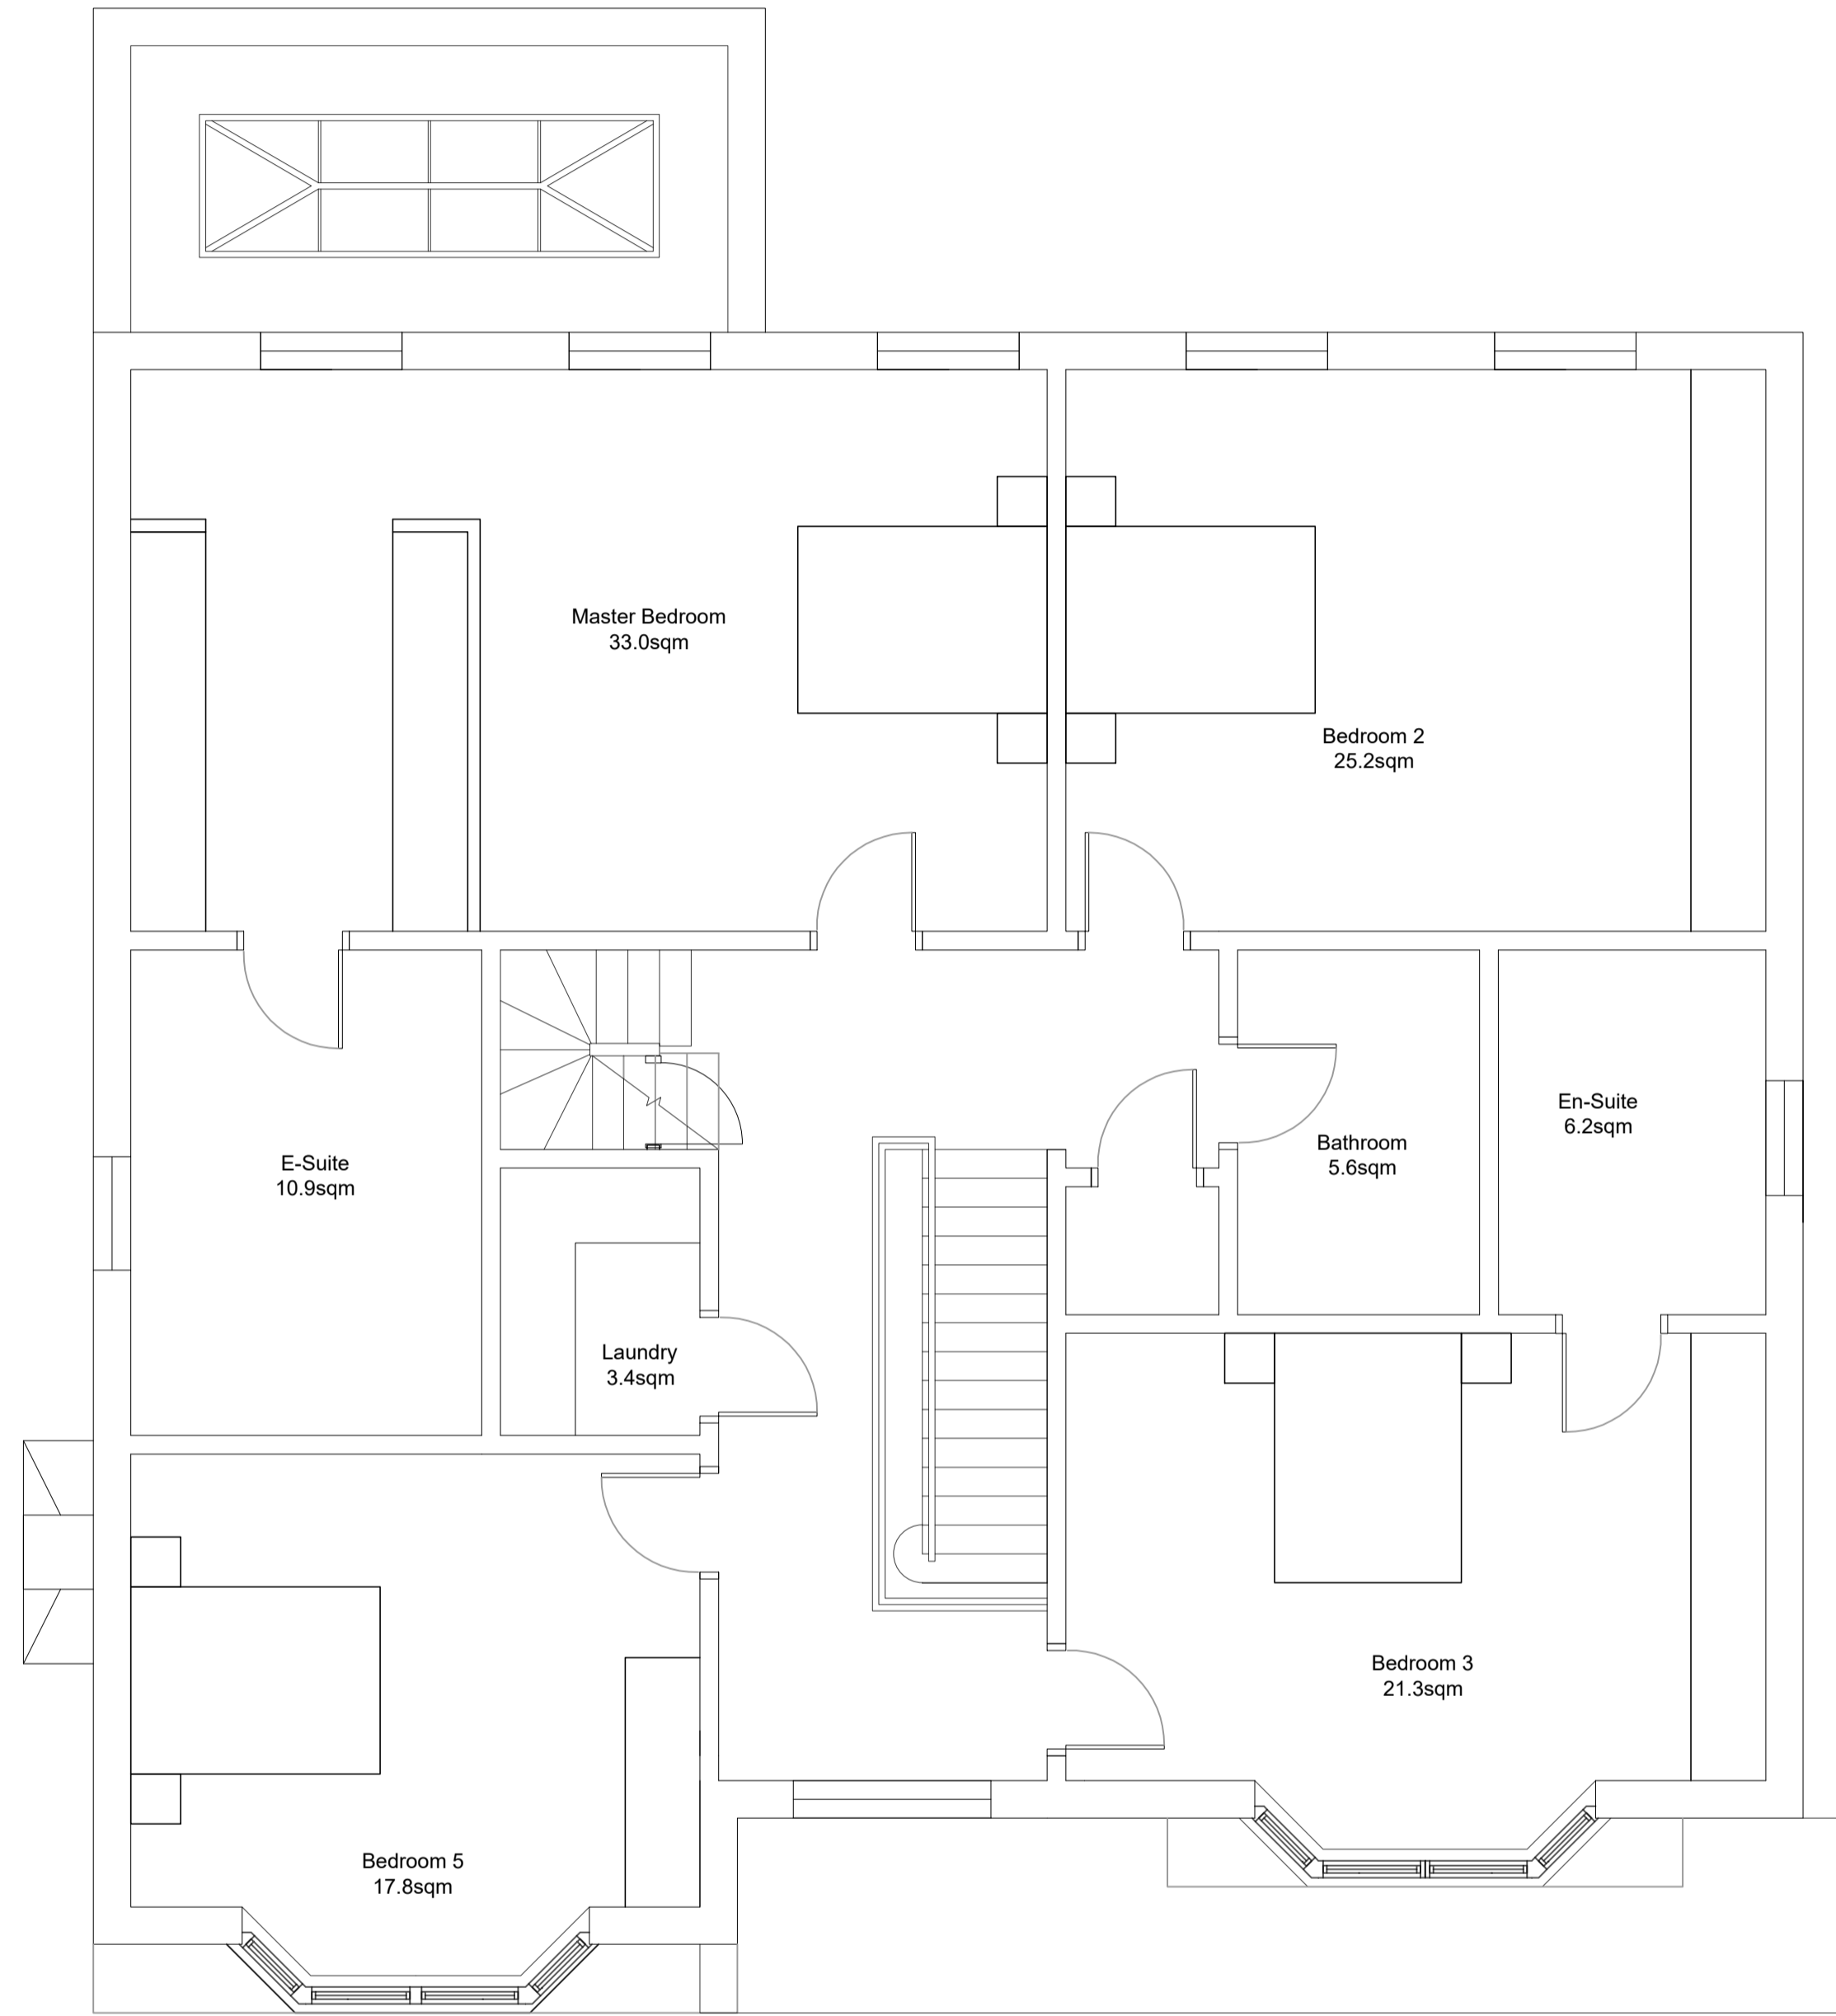 Master Bedroom
33.0sqm
Bedroom 2
25.2sqm
En-Suite
6.2sqm
Bathroom
5.6sqm
E-Suite
10.9sqm
Laundry
3.4sqm
Bedroom 3
21.3sqm
Bedroom 5
17.8sqm